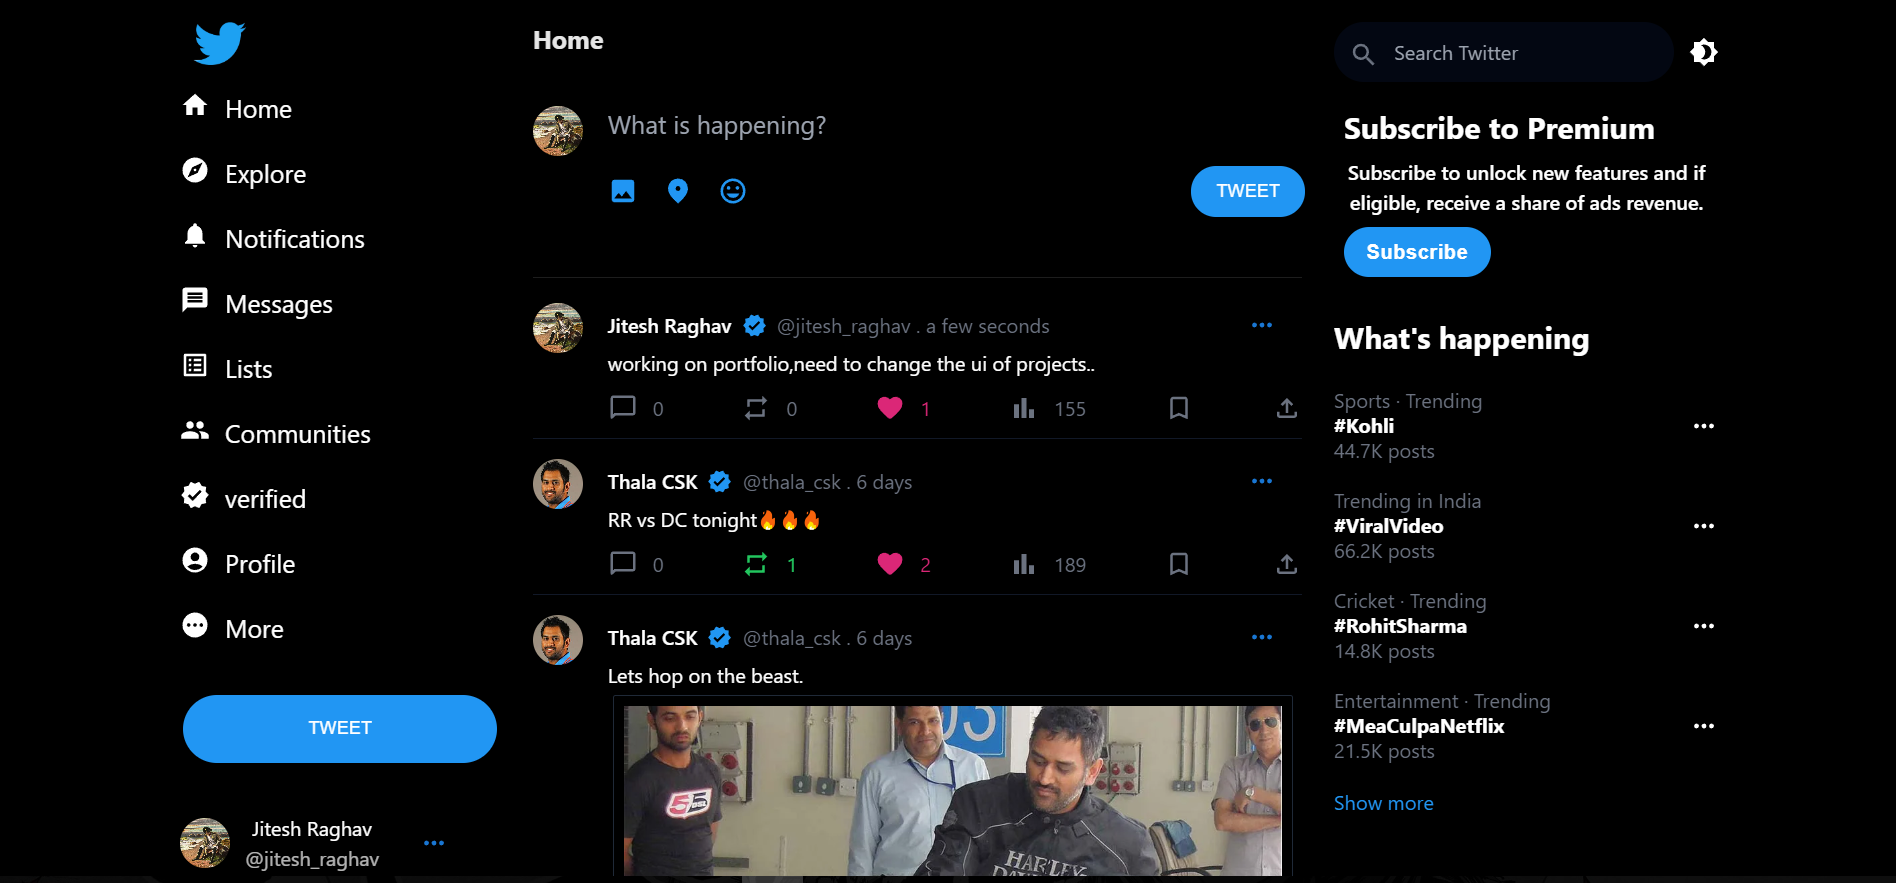 Home
Explore
Notifications
Messages
Lists
Communities
verified
Profile
More
TWEET
Jitesh Raghav
@jitesh_raghav
Home
What is happening?
TWEET
Jitesh Raghav @jitesh_raghav . a few seconds
working on portfolio,need to change the ui of projects..
0 0 1 155
Thala CSK @thala_csk . 6 days
RR vs DC tonight🔥🔥🔥
0 1 2 189
Thala CSK @thala_csk . 6 days
Lets hop on the beast.
03
55
HARLEY
Search Twitter
Subscribe to Premium
Subscribe to unlock new features and if
eligible, receive a share of ads revenue.
Subscribe
What's happening
Sports · Trending
#Kohli
44.7K posts
Trending in India
#ViralVideo
66.2K posts
Cricket · Trending
#RohitSharma
14.8K posts
Entertainment · Trending
#MeaCulpaNetflix
21.5K posts
Show more